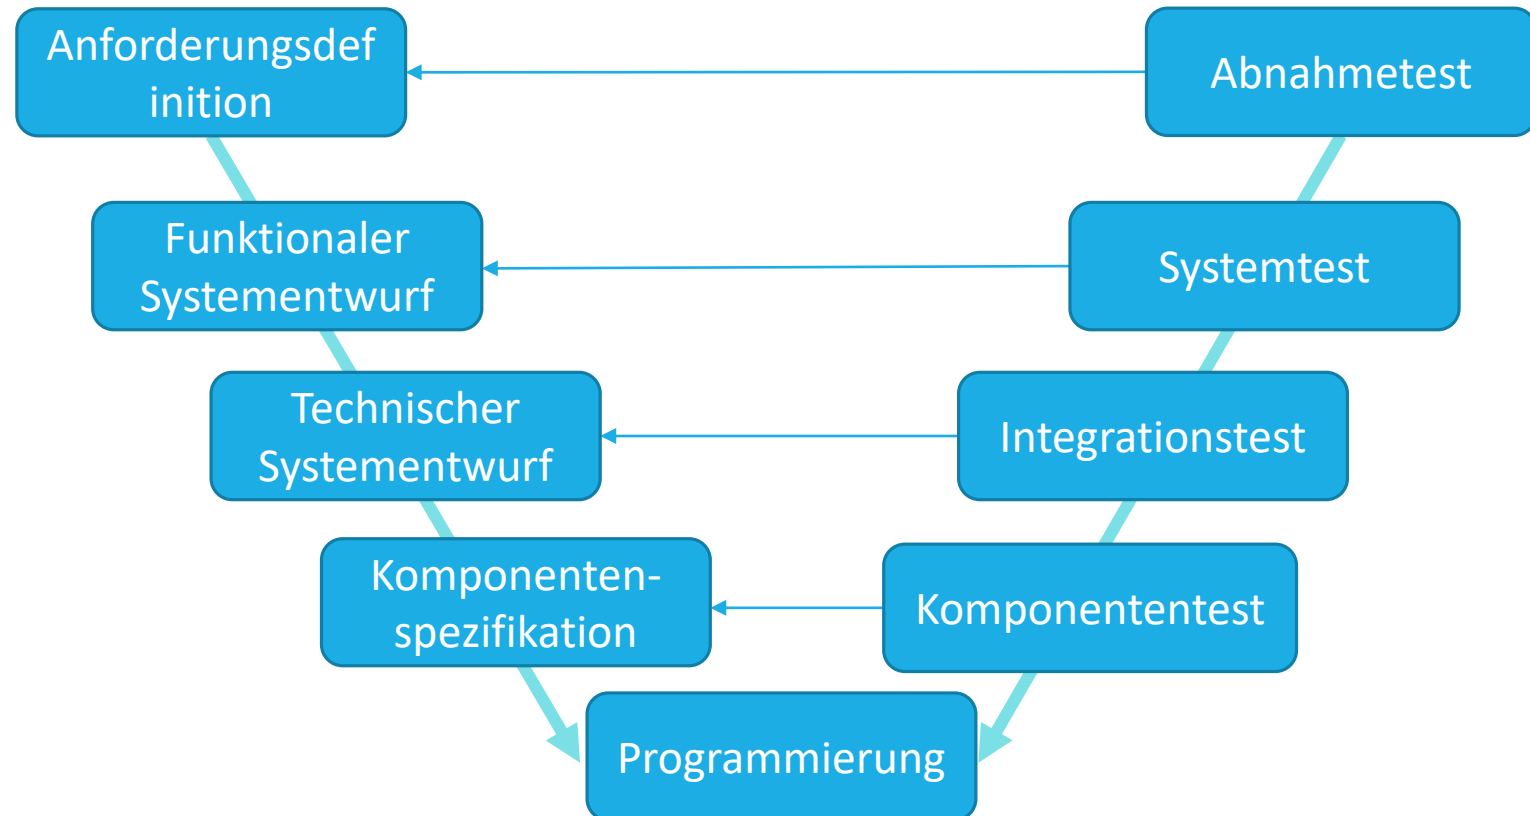 Anforderungsdef
inition
Abnahmetest
Funktionaler
Systementwurf
Systemtest
Technischer
Systementwurf
Integrationstest
Komponenten-
spezifikation
Komponententest
Programmierung